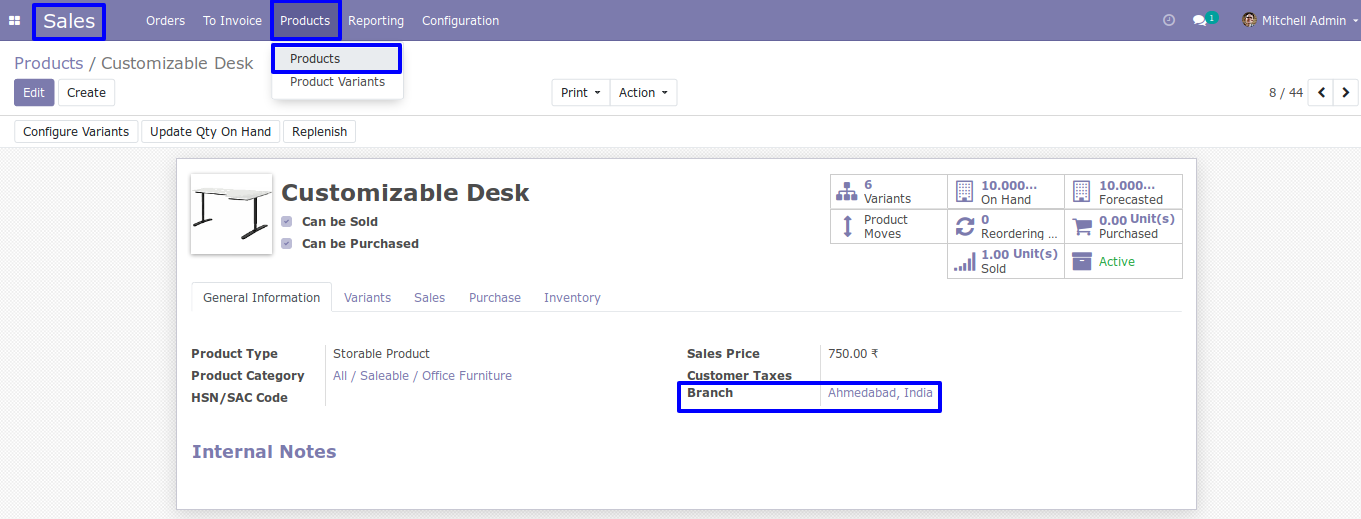 Sales Orders To Invoice Products Reporting Configuration 1 Mitchell Admin
Products / Customizable Desk
Products
Product Variants
Edit Create Print Action 8 / 44
Configure Variants Update Qty On Hand Replenish
Customizable Desk
Can be Sold
Can be Purchased
6 Variants
10.000... On Hand
10.000... Forecasted
Product Moves
0 Reordering ...
0.00 Unit(s) Purchased
1.00 Unit(s) Sold
Active
General Information Variants Sales Purchase Inventory
Product Type Storable Product
Product Category All / Saleable / Office Furniture
HSN/SAC Code
Sales Price 750.00 ₹
Customer Taxes
Branch Ahmedabad, India
Internal Notes